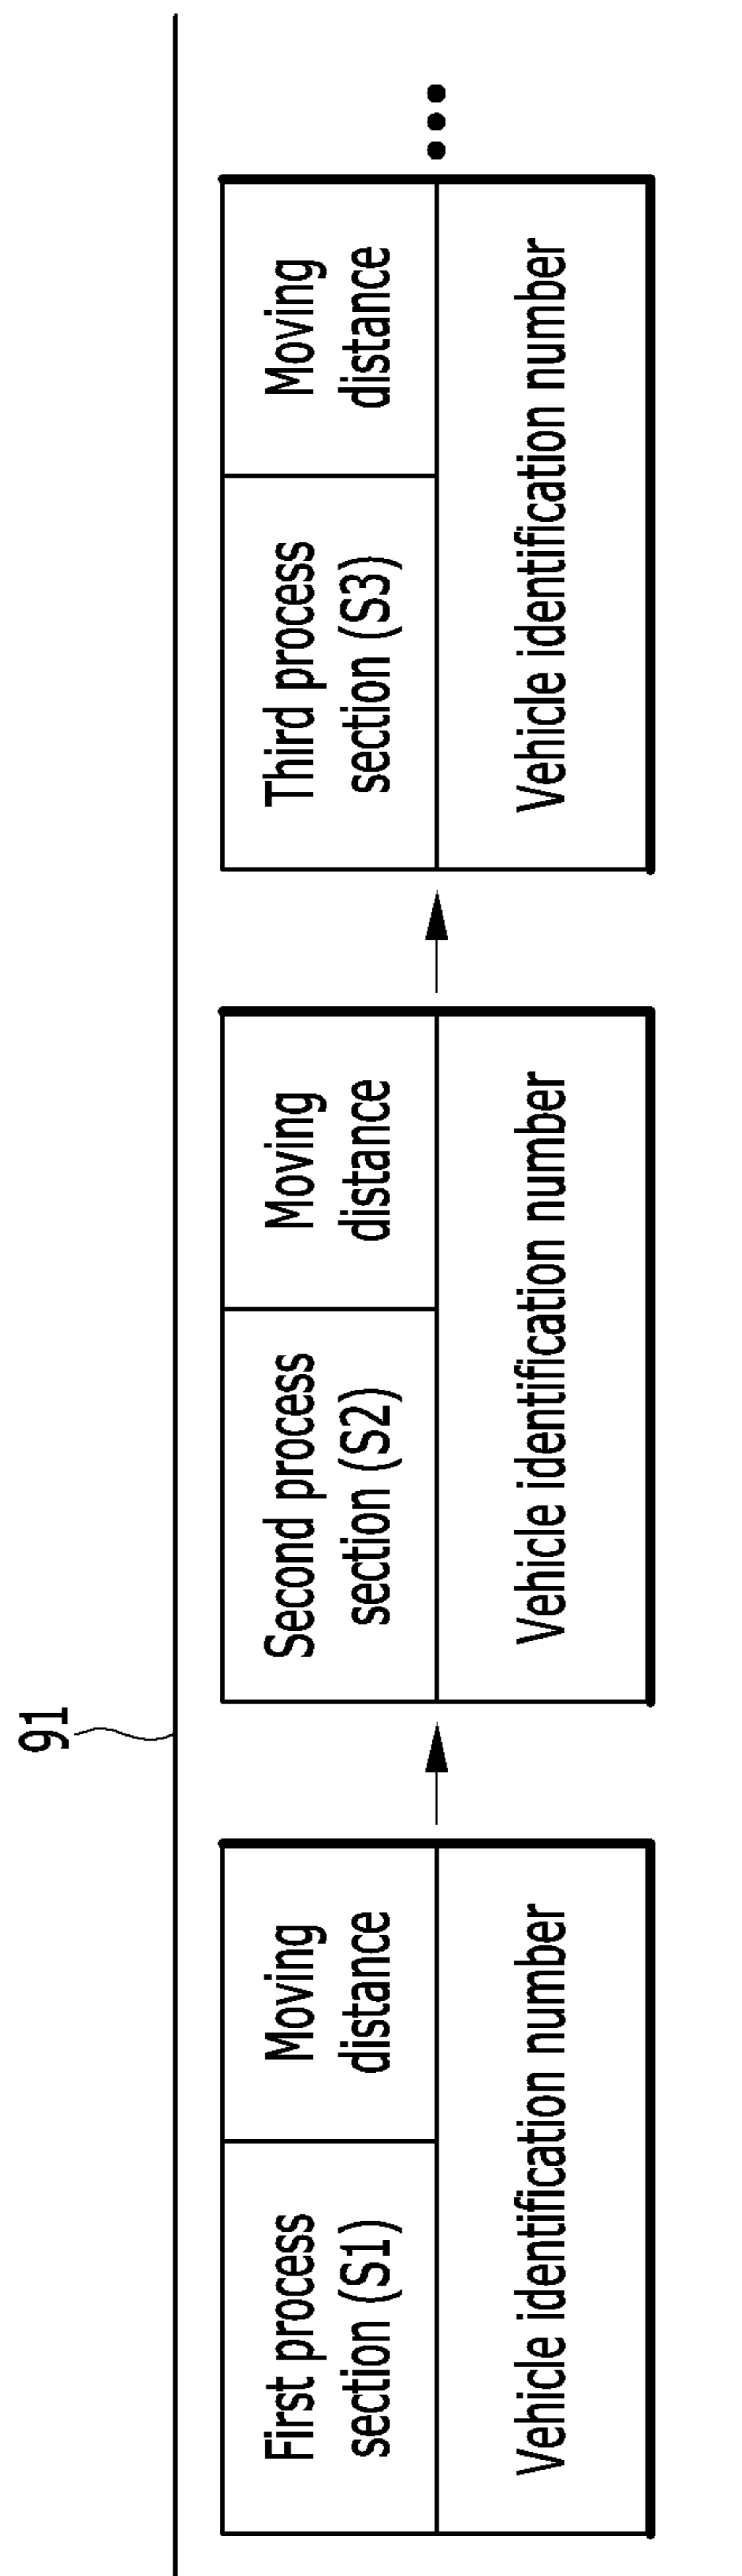 91
First process
section (S1)
Moving
distance
Vehicle identification number
Second process
section (S2)
Moving
distance
Vehicle identification number
Third process
section (S3)
Moving
distance
Vehicle identification number